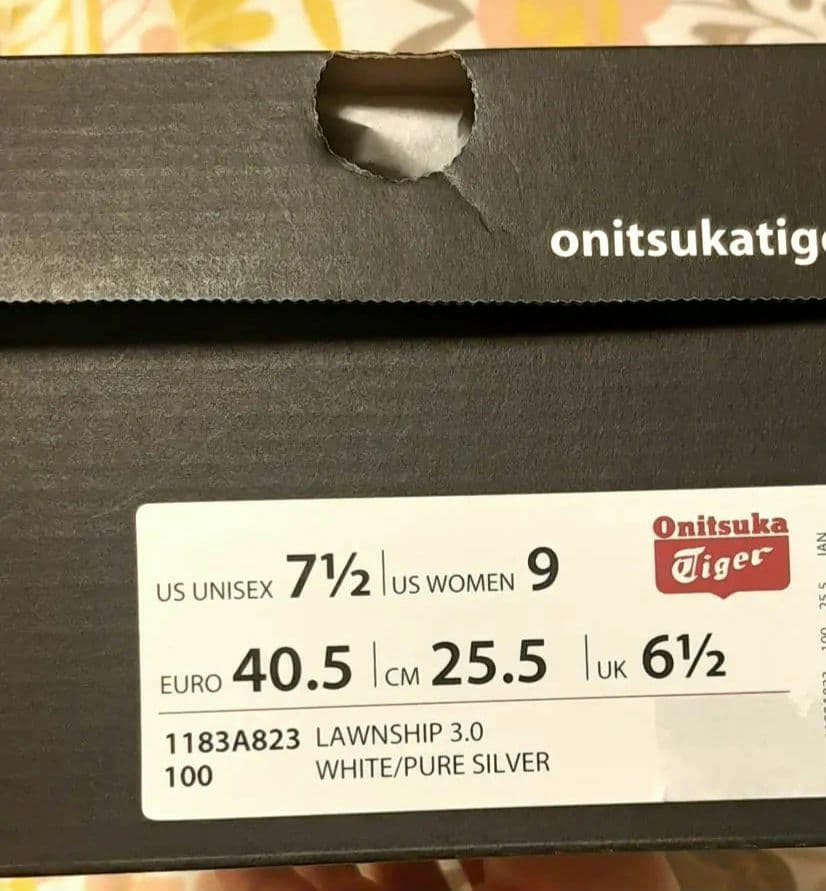 onitsukatig
US UNISEX 7½ US WOMEN 9
Onitsuka
Tiger
EURO 40.5 CM 25.5 UK 6½
1183A823 LAWNSHIP 3.0
100 WHITE/PURE SILVER